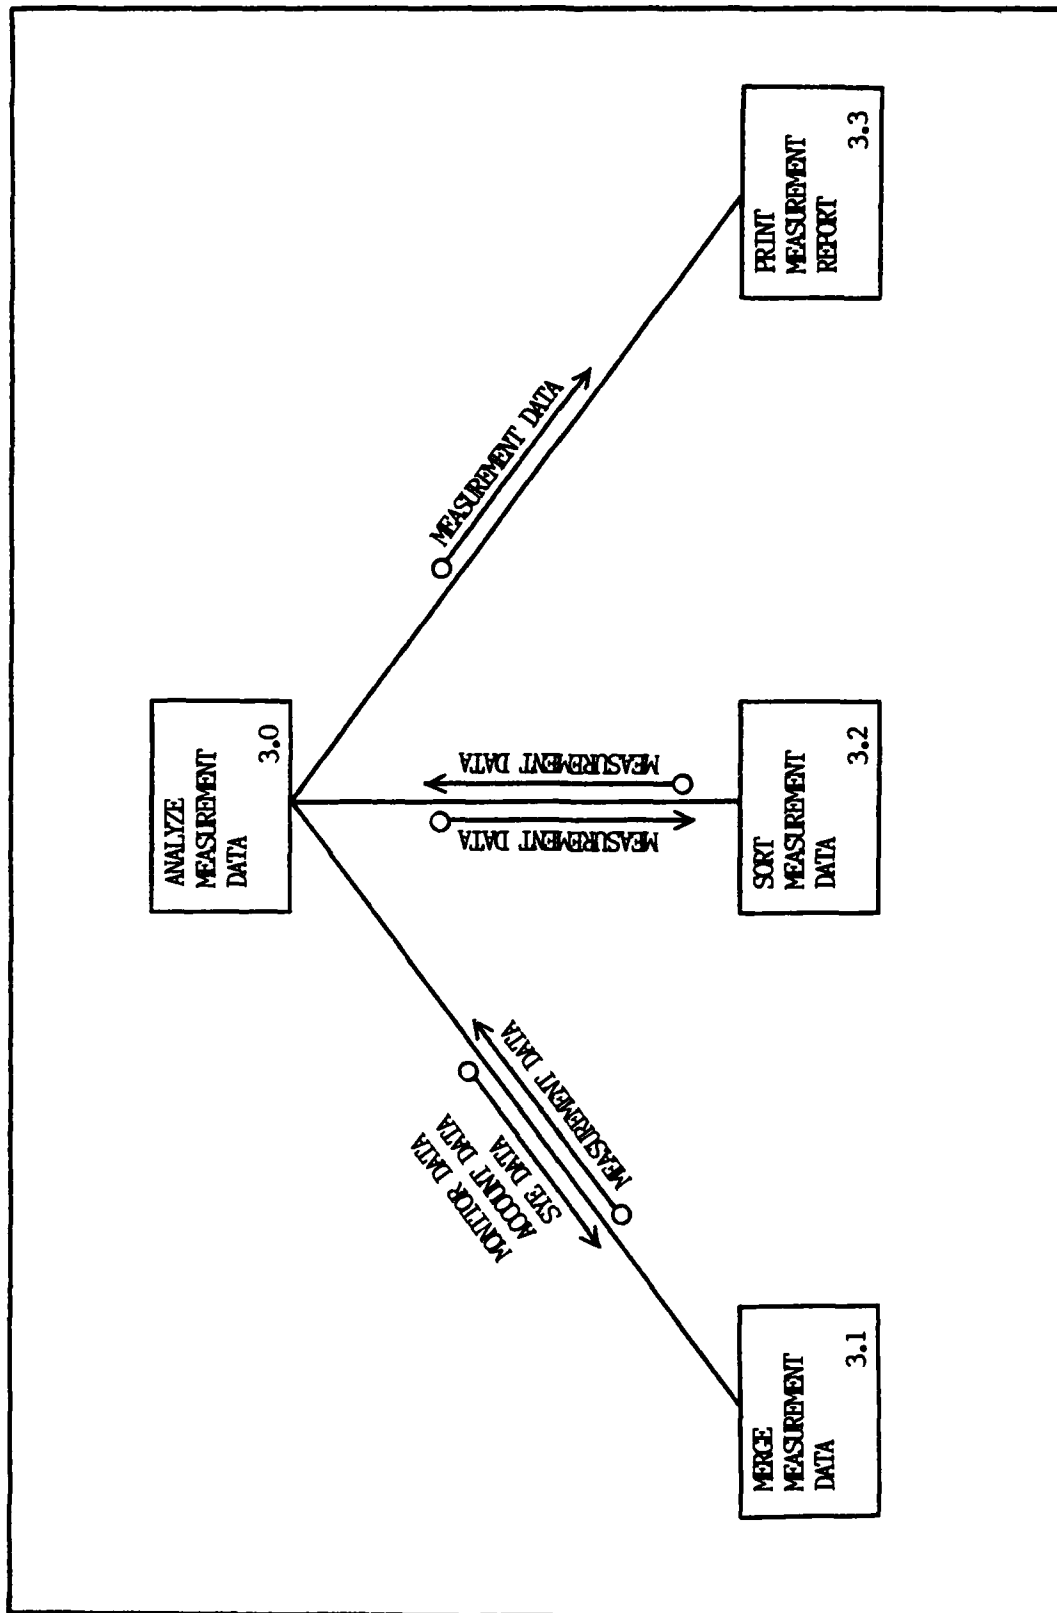 ANALYZE
MEASUREMENT
DATA
3.0
MONITOR DATA
ACCOUNT DATA
SYE DATA
MEASUREMENT DATA
MEASUREMENT DATA
MEASUREMENT DATA
MEASUREMENT DATA
MERGE
MEASUREMENT
DATA
3.1
SORT
MEASUREMENT
DATA
3.2
PRINT
MEASUREMENT
REPORT
3.3